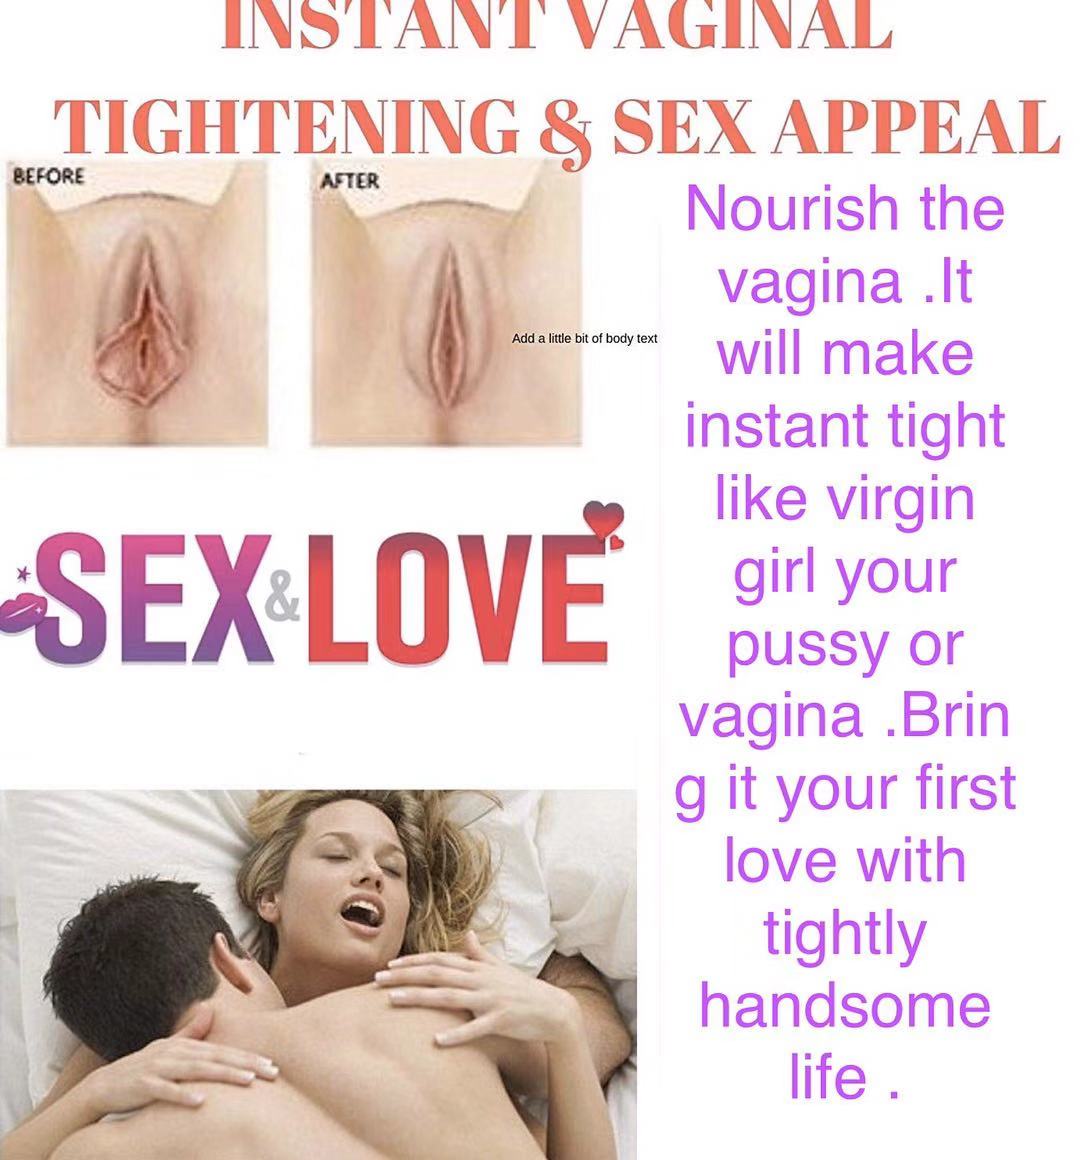 INSTANT VAGINAL
TIGHTENING & SEX APPEAL
BEFORE
AFTER
Add a little bit of body text
SEX & LOVE
Nourish the
vagina .It
will make
instant tight
like virgin
girl your
pussy or
vagina .Brin
g it your first
love with
tightly
handsome
life .